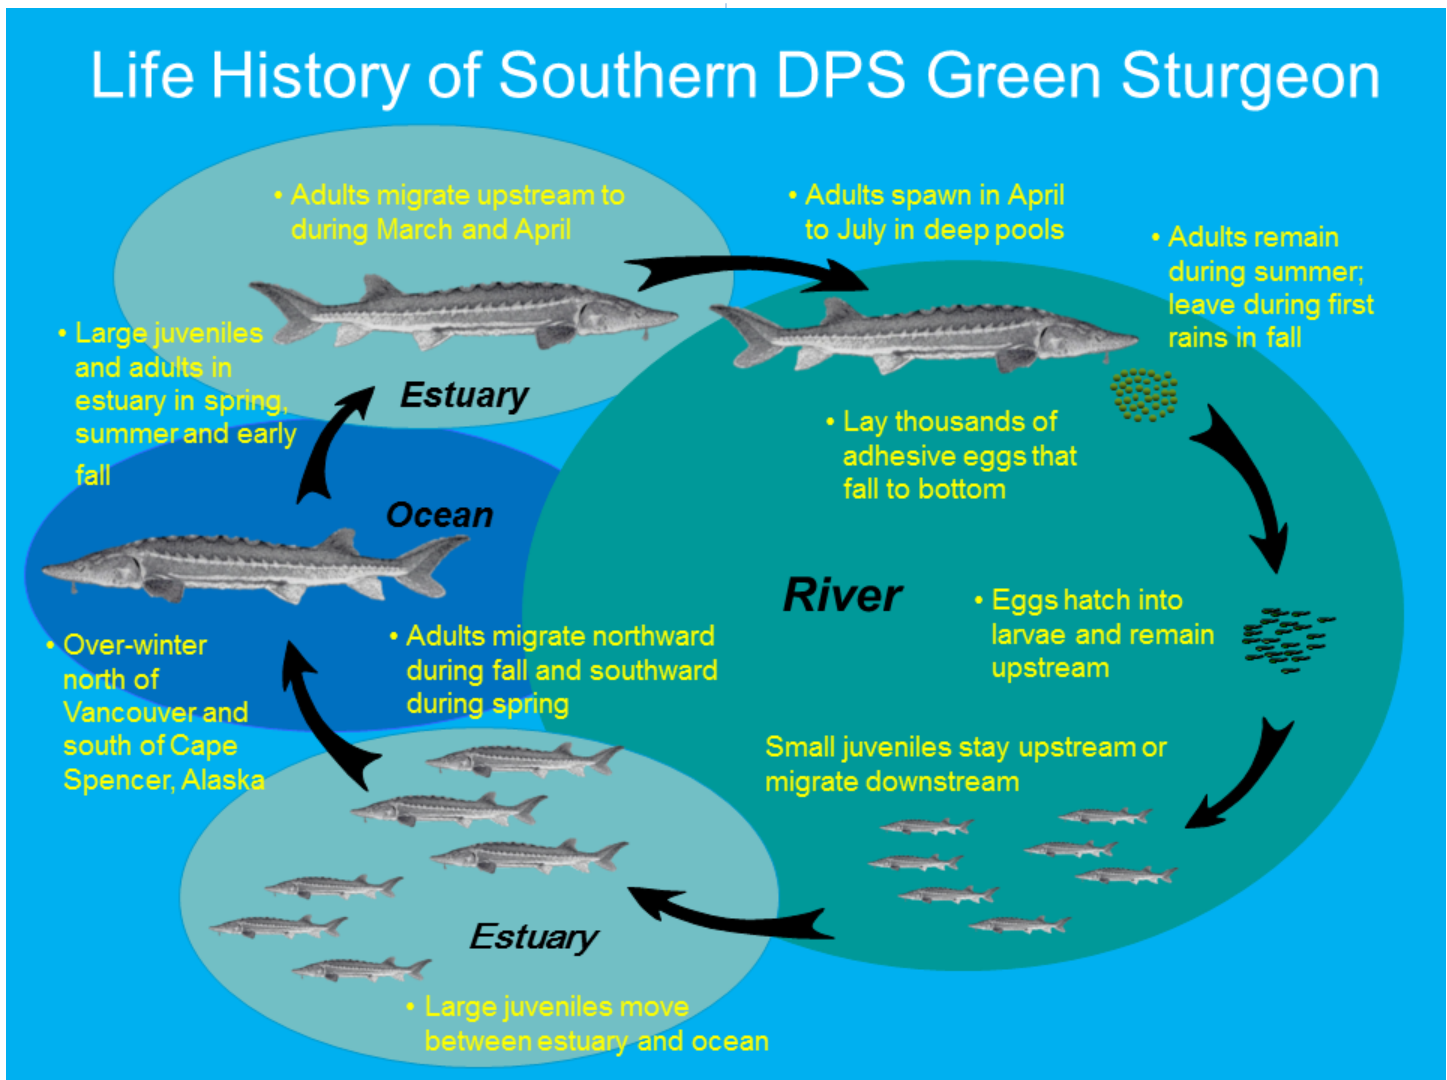 Life History of Southern DPS Green Sturgeon
• Adults migrate upstream to
during March and April
• Adults spawn in April
to July in deep pools
• Adults remain
during summer;
leave during first
rains in fall
• Large juveniles
and adults in
estuary in spring,
summer and early
fall
Estuary
• Lay thousands of
adhesive eggs that
fall to bottom
Ocean
River
• Eggs hatch into
larvae and remain
upstream
• Over-winter
north of
Vancouver and
south of Cape
Spencer, Alaska
• Adults migrate northward
during fall and southward
during spring
Small juveniles stay upstream or
migrate downstream
Estuary
• Large juveniles move
between estuary and ocean